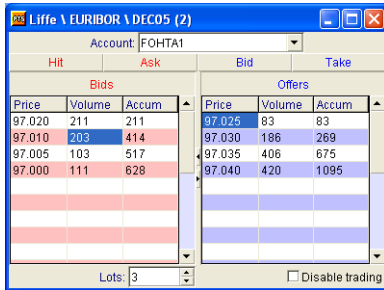 Liffe \ EURIBOR \ DEC05 (2)
Account: FOHTA1
Hit Ask Bid Take
Bids Offers
Price Volume Accum Price Volume Accum
97.020 211 211 97.025 83 83
97.010 203 414 97.030 186 269
97.005 103 517 97.035 406 675
97.000 111 628 97.040 420 1095
Lots: 3 Disable trading